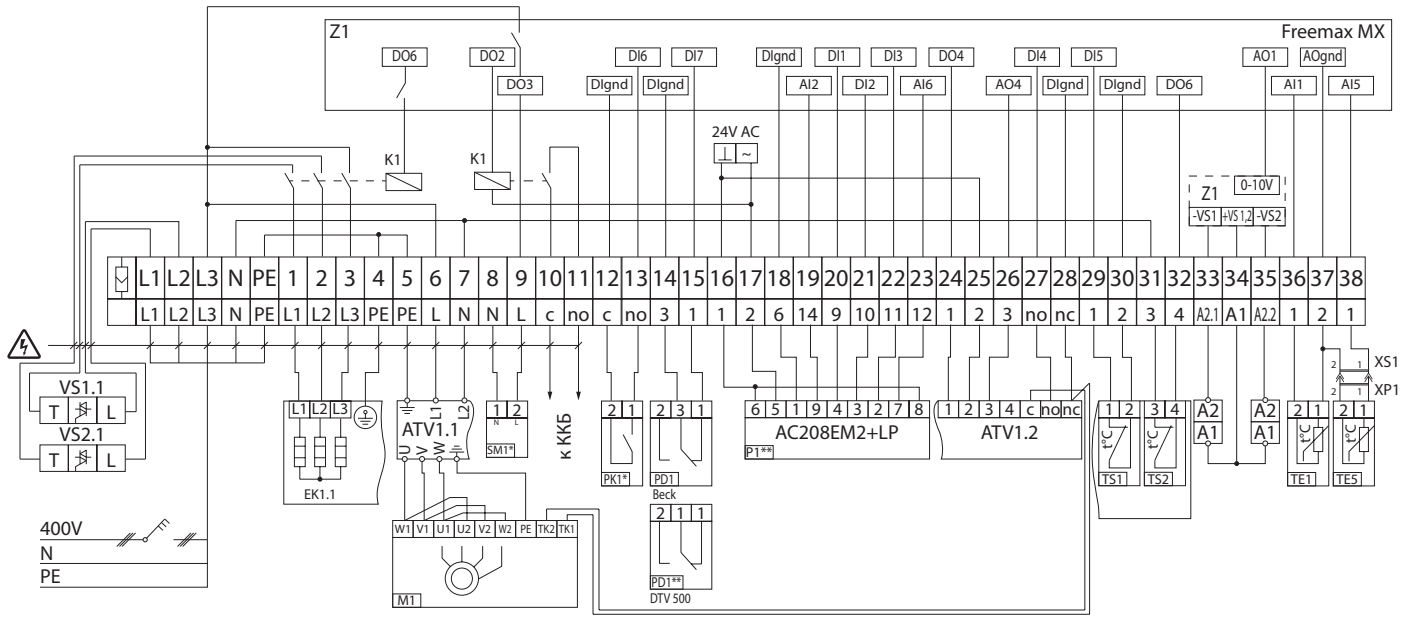 Z1 Freemax MX
DO6 DO2 DI6 DI7 DIgnd DI1 DI3 DO4 DI4 DI5 AO1 AOgnd
DO3 DIgnd DIgnd AI2 DI2 AI6 AO4 DIgnd DIgnd DO6 AI1 AI5
24V AC
⊥ ~
K1 K1
Z1 0-10V
-VS1 +VS1,2 -VS2
L1 L2 L3 N PE 1 2 3 4 5 6 7 8 9 10 11 12 13 14 15 16 17 18 19 20 21 22 23 24 25 26 27 28 29 30 31 32 33 34 35 36 37 38
L1 L2 L3 N PE L1 L2 L3 PE PE L N N L c no c no 3 1 1 2 6 14 9 10 11 12 1 2 3 no nc 1 2 3 4 A2.1 A1 A2.2 1 2 1
2 1 XS1
2 1 XP1
VS1.1
T L
VS2.1
T L
L1 L2 L3
EK1.1
L1 L2
ATV1.1
U V W
1 2
N L
SM1*
к ККБ
2 1
PK1*
2 3 1
PD1
Beck
2 1 1
PD1**
DTV 500
6 5 1 9 4 3 2 7 8
AC208EM2+LP
P1**
1 2 3 4 c no nc
ATV1.2
1 2 3 4
t°C t°C
TS1 TS2
A2 A2
A1 A1
2 1 2 1
t°C t°C
TE1 TE5
W1 V1 U1 U2 V2 W2 PE TK2 TK1
M1
400V
N
PE